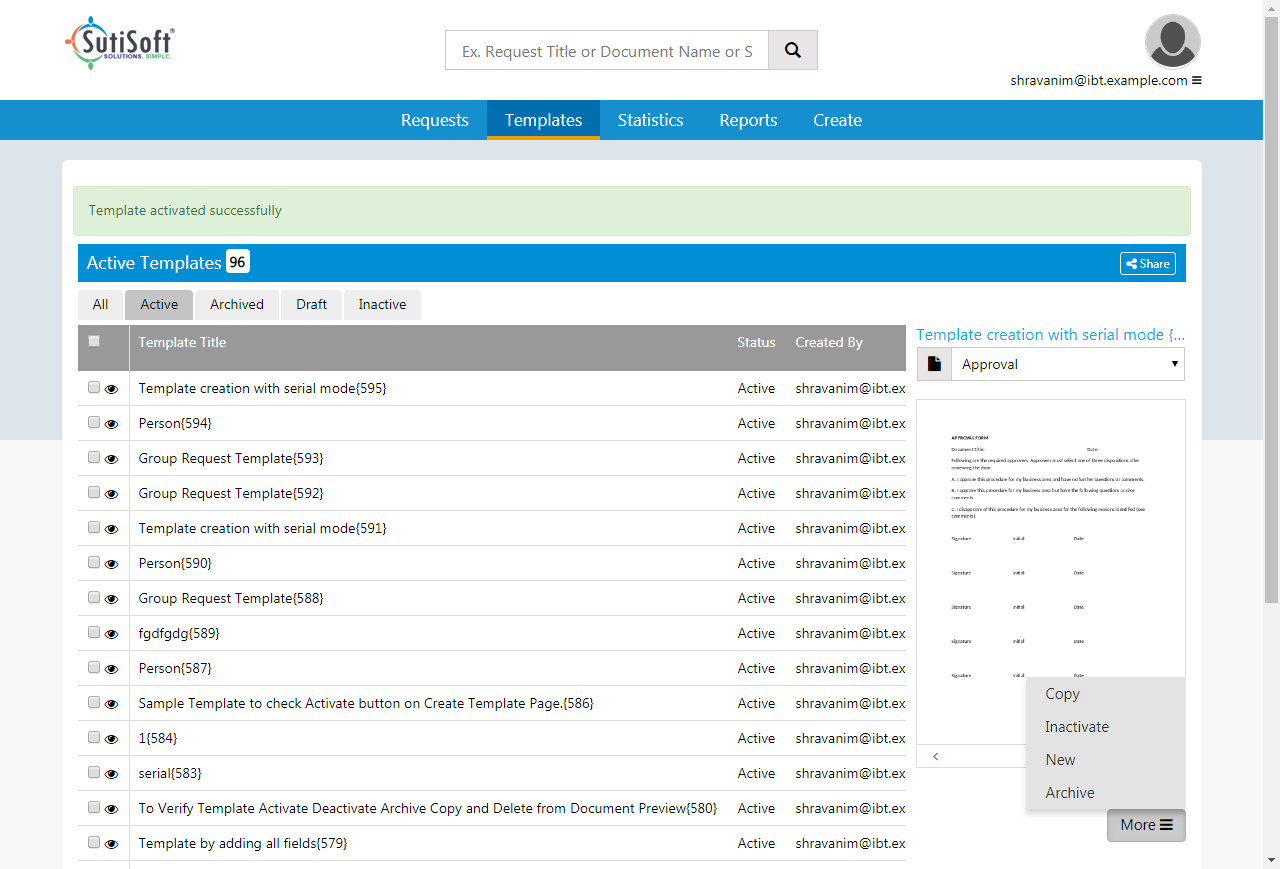 SutiSoft®
SOLUTIONS. SIMPLE.
Ex. Request Title or Document Name or S
shravanim@ibt.example.com
Requests Templates Statistics Reports Create
Template activated successfully
Active Templates 96
Share
All Active Archived Draft Inactive
Template Title Status Created By
Template creation with serial mode{595} Active shravanim@ibt.ex
Person{594} Active shravanim@ibt.ex
Group Request Template{593} Active shravanim@ibt.ex
Group Request Template{592} Active shravanim@ibt.ex
Template creation with serial mode{591} Active shravanim@ibt.ex
Person{590} Active shravanim@ibt.ex
Group Request Template{588} Active shravanim@ibt.ex
fgdfgdg{589} Active shravanim@ibt.ex
Person{587} Active shravanim@ibt.ex
Sample Template to check Activate button on Create Template Page.{586} Active shravanim@ibt.ex
1{584} Active shravanim@ibt.ex
serial{583} Active shravanim@ibt.ex
To Verify Template Activate Deactivate Archive Copy and Delete from Document Preview{580} Active shravanim@ibt.ex
Template by adding all fields{579} Active shravanim@ibt.ex
Template creation with serial mode {...
Approval
APPROVAL FORM
Document Title: Date:
Following are the required approvers. Approvers must select one of three dispositions after
reviewing the item:
A. I approve this procedure for my business area and have no further questions or comments.
B. I approve this procedure for my business area but have the following questions and/or
comments.
C. I disapprove of this procedure for my business area for the following reasons identified (see
comments).
Signature Initial Date
Signature Initial Date
Signature Initial Date
Signature Initial Date
Signature Initial Date
Copy
Inactivate
New
Archive
More